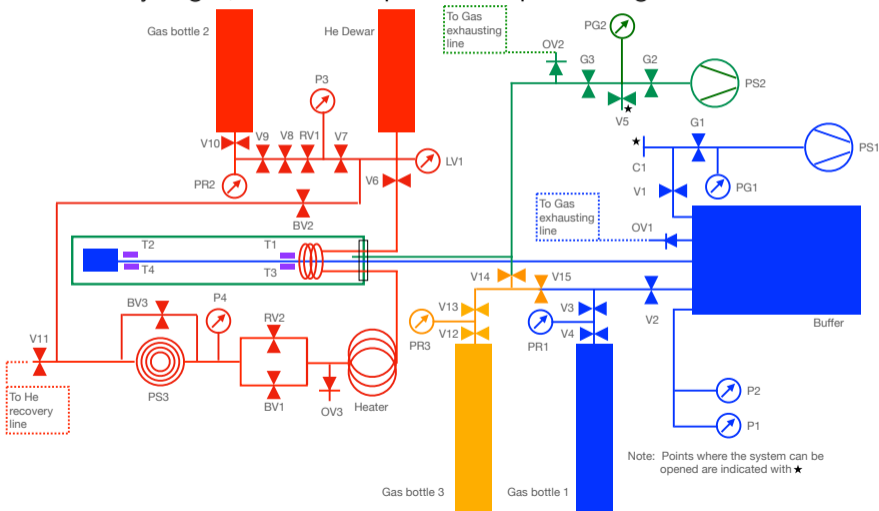 To Gas
exhausting
line
PG2
OV2
G3
G2
PS2
V5
★
Gas bottle 2
He Dewar
P3
V10
V9
V8
RV1
V7
LV1
PR2
V6
BV2
★
C1
G1
PS1
V1
PG1
To Gas
exhausting
line
OV1
T2
T1
T4
T3
V14
V15
V2
Buffer
BV3
P4
RV2
V13
V12
PR3
V3
V4
PR1
V11
PS3
BV1
OV3
Heater
To He
recovery
line
P2
P1
Note: Points where the system can be
opened are indicated with ★
Gas bottle 3
Gas bottle 1